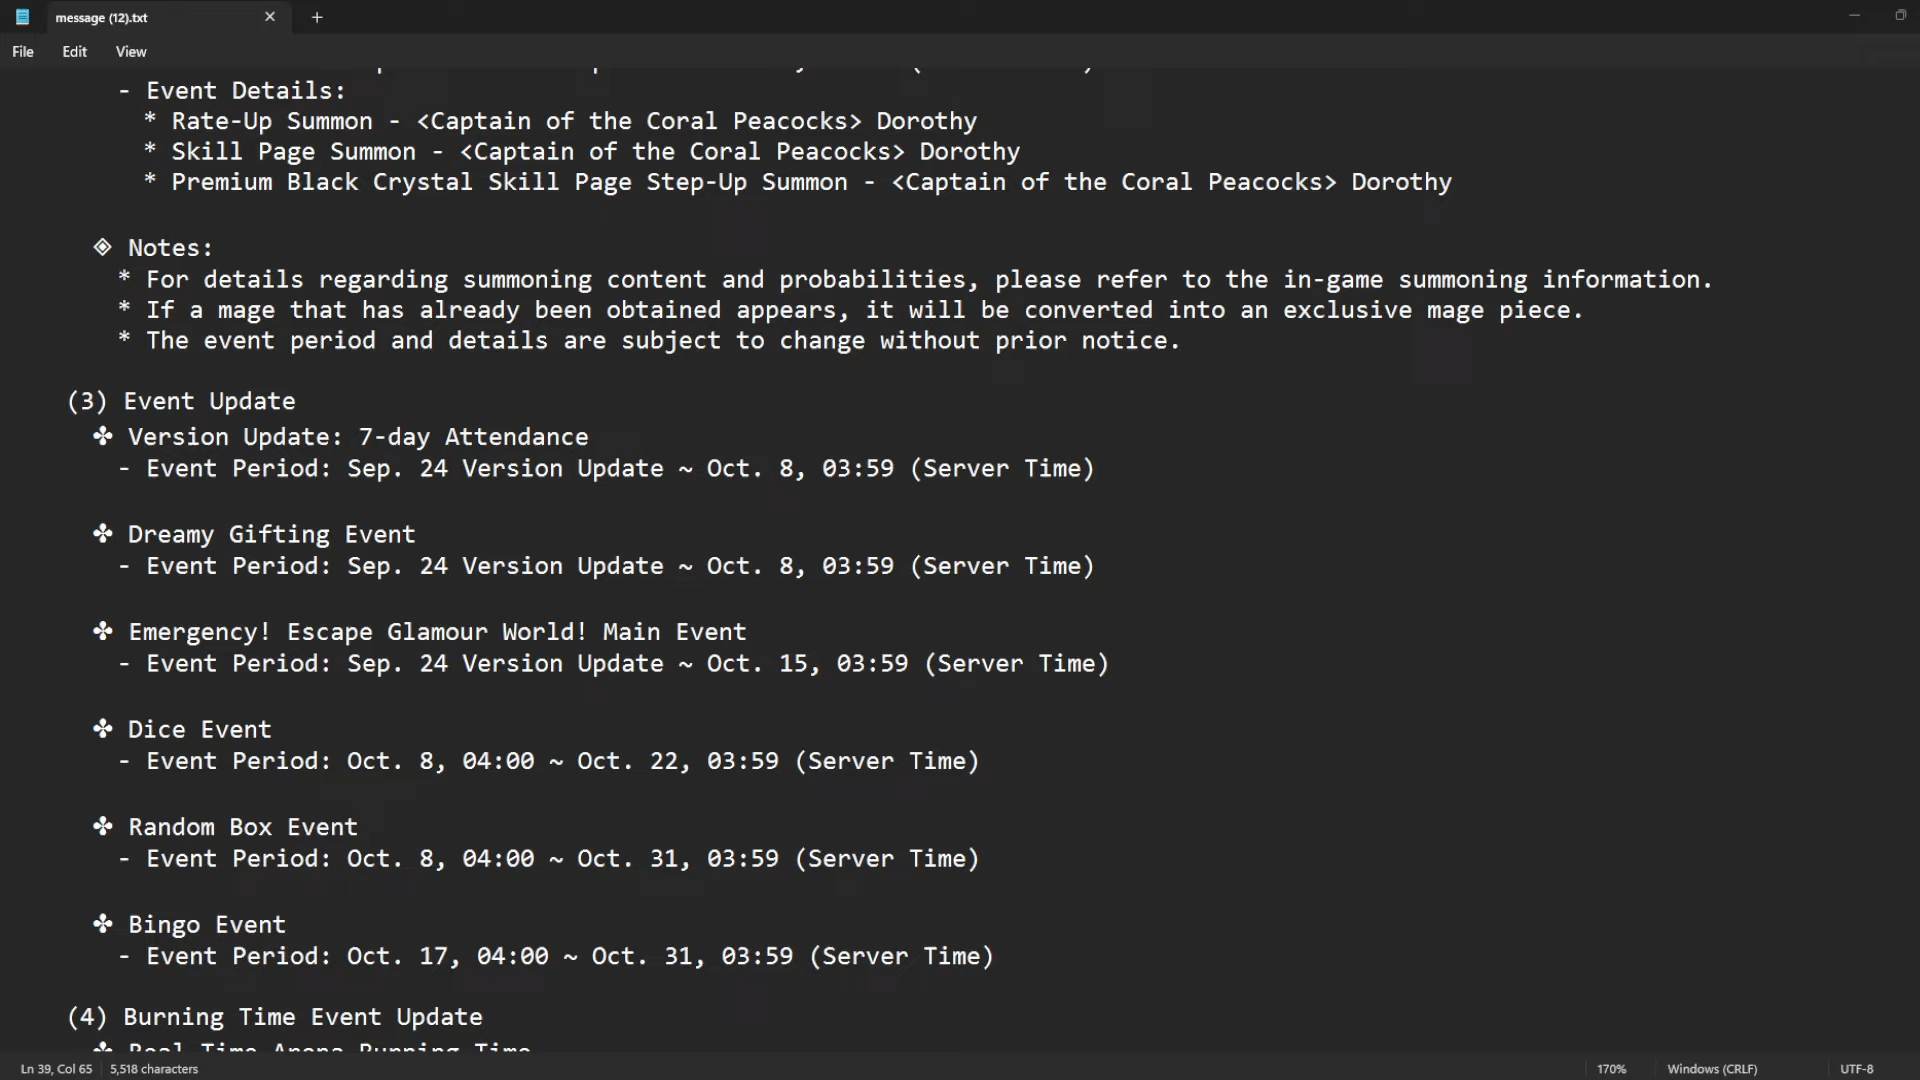 message (12).txt
File Edit View
- Event Details:
* Rate-Up Summon - <Captain of the Coral Peacocks> Dorothy
* Skill Page Summon - <Captain of the Coral Peacocks> Dorothy
* Premium Black Crystal Skill Page Step-Up Summon - <Captain of the Coral Peacocks> Dorothy
◈ Notes:
* For details regarding summoning content and probabilities, please refer to the in-game summoning information.
* If a mage that has already been obtained appears, it will be converted into an exclusive mage piece.
* The event period and details are subject to change without prior notice.
(3) Event Update
✤ Version Update: 7-day Attendance
- Event Period: Sep. 24 Version Update ~ Oct. 8, 03:59 (Server Time)
✤ Dreamy Gifting Event
- Event Period: Sep. 24 Version Update ~ Oct. 8, 03:59 (Server Time)
✤ Emergency! Escape Glamour World! Main Event
- Event Period: Sep. 24 Version Update ~ Oct. 15, 03:59 (Server Time)
✤ Dice Event
- Event Period: Oct. 8, 04:00 ~ Oct. 22, 03:59 (Server Time)
✤ Random Box Event
- Event Period: Oct. 8, 04:00 ~ Oct. 31, 03:59 (Server Time)
✤ Bingo Event
- Event Period: Oct. 17, 04:00 ~ Oct. 31, 03:59 (Server Time)
(4) Burning Time Event Update
✤ Real Time Arena Burning Time
Ln 39, Col 65 5,518 characters 170% Windows (CRLF) UTF-8